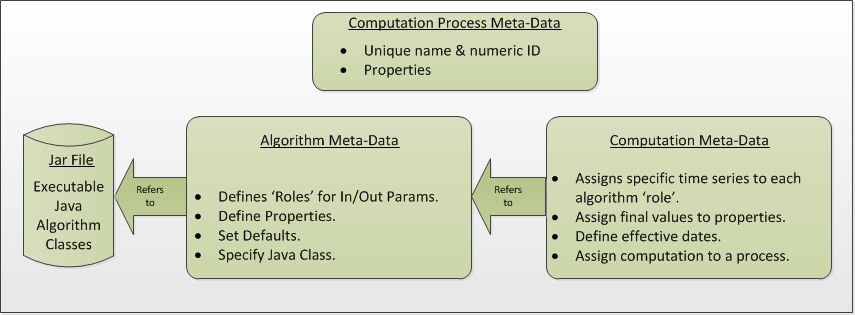 Computation Process Meta-Data
• Unique name & numeric ID
• Properties
Jar File
Executable
Java
Algorithm
Classes
Refers
to
Algorithm Meta-Data
• Defines ‘Roles’ for In/Out Params.
• Define Properties.
• Set Defaults.
• Specify Java Class.
Refers
to
Computation Meta-Data
• Assigns specific time series to each
algorithm ‘role’.
• Assign final values to properties.
• Define effective dates.
• Assign computation to a process.